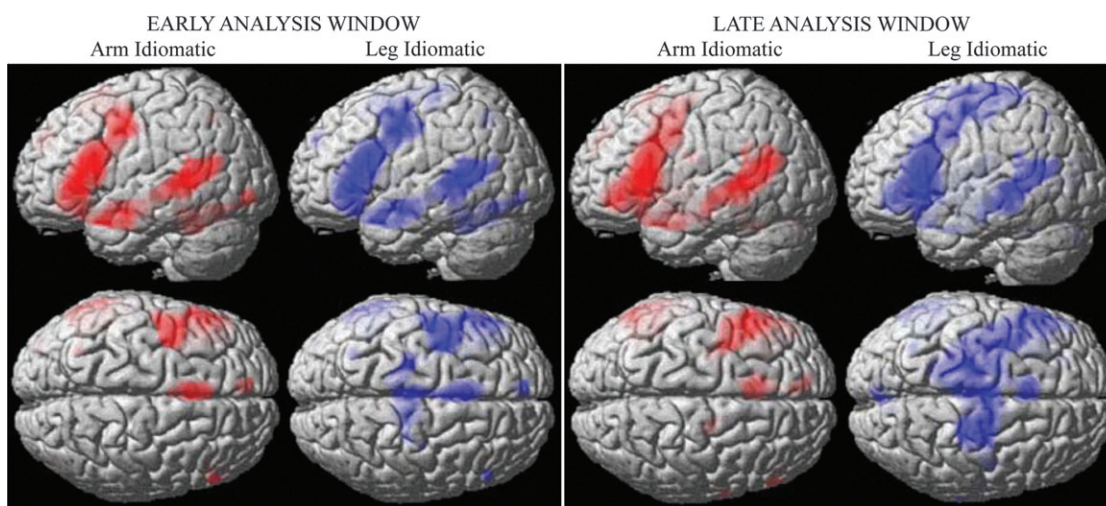 EARLY ANALYSIS WINDOW
Arm Idiomatic Leg Idiomatic
LATE ANALYSIS WINDOW
Arm Idiomatic Leg Idiomatic